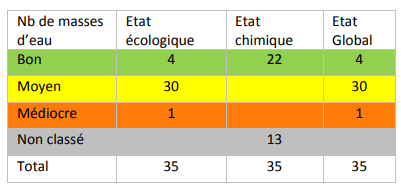 Nb de masses d'eau Etat écologique Etat chimique Etat Global
Bon 4 22 4
Moyen 30 30
Médiocre 1 1
Non classé 13
Total 35 35 35